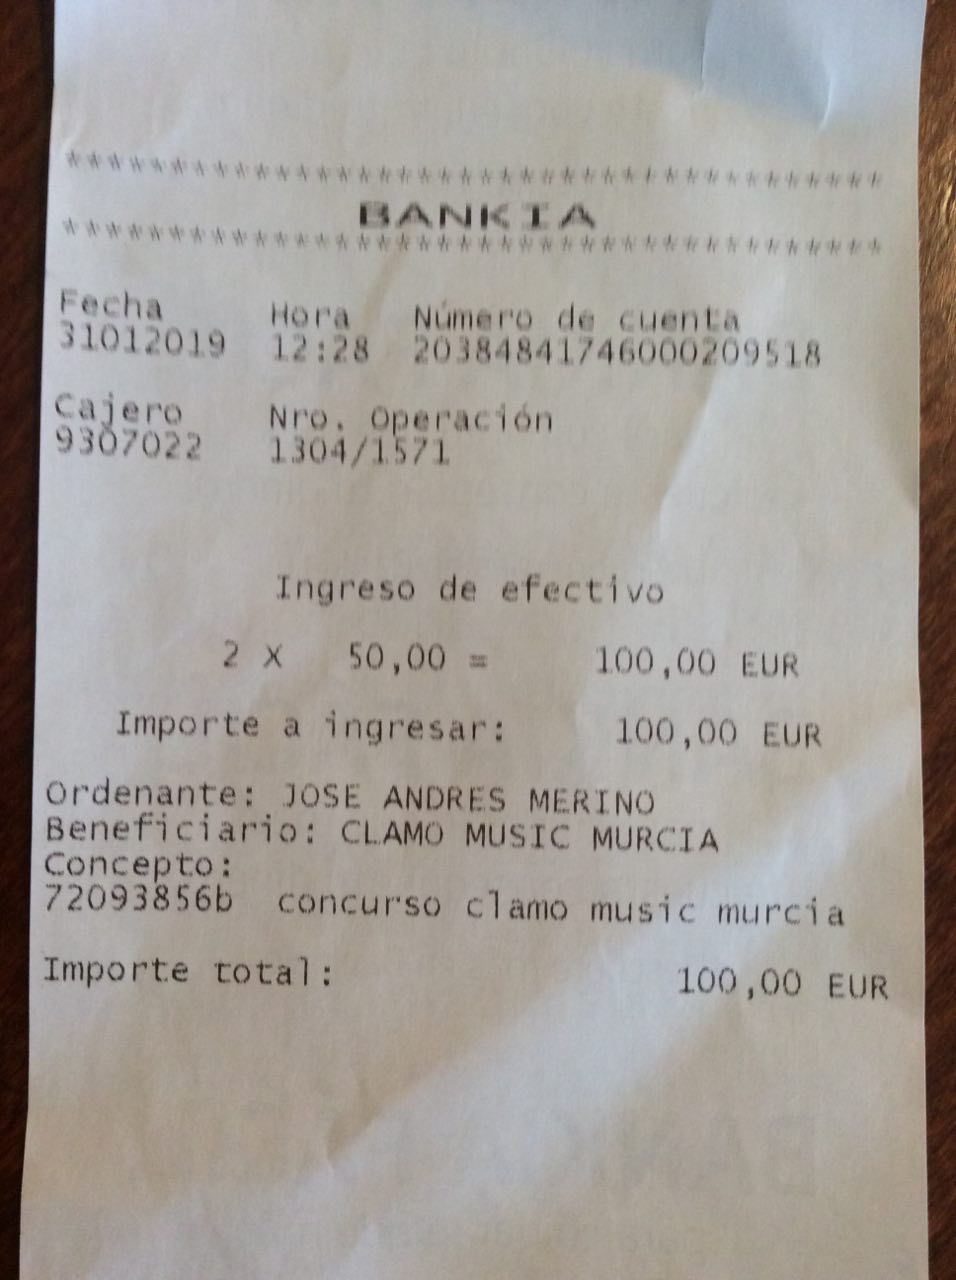 ****************************************
BANKIA
****************************************
Fecha Hora Número de cuenta
31012019 12:28 20384841746000209518
Cajero Nro. Operación
9307022 1304/1571
Ingreso de efectivo
2 X 50,00 = 100,00 EUR
Importe a ingresar: 100,00 EUR
Ordenante: JOSE ANDRES MERINO
Beneficiario: CLAMO MUSIC MURCIA
Concepto:
72093856b concurso clamo music murcia
Importe total: 100,00 EUR